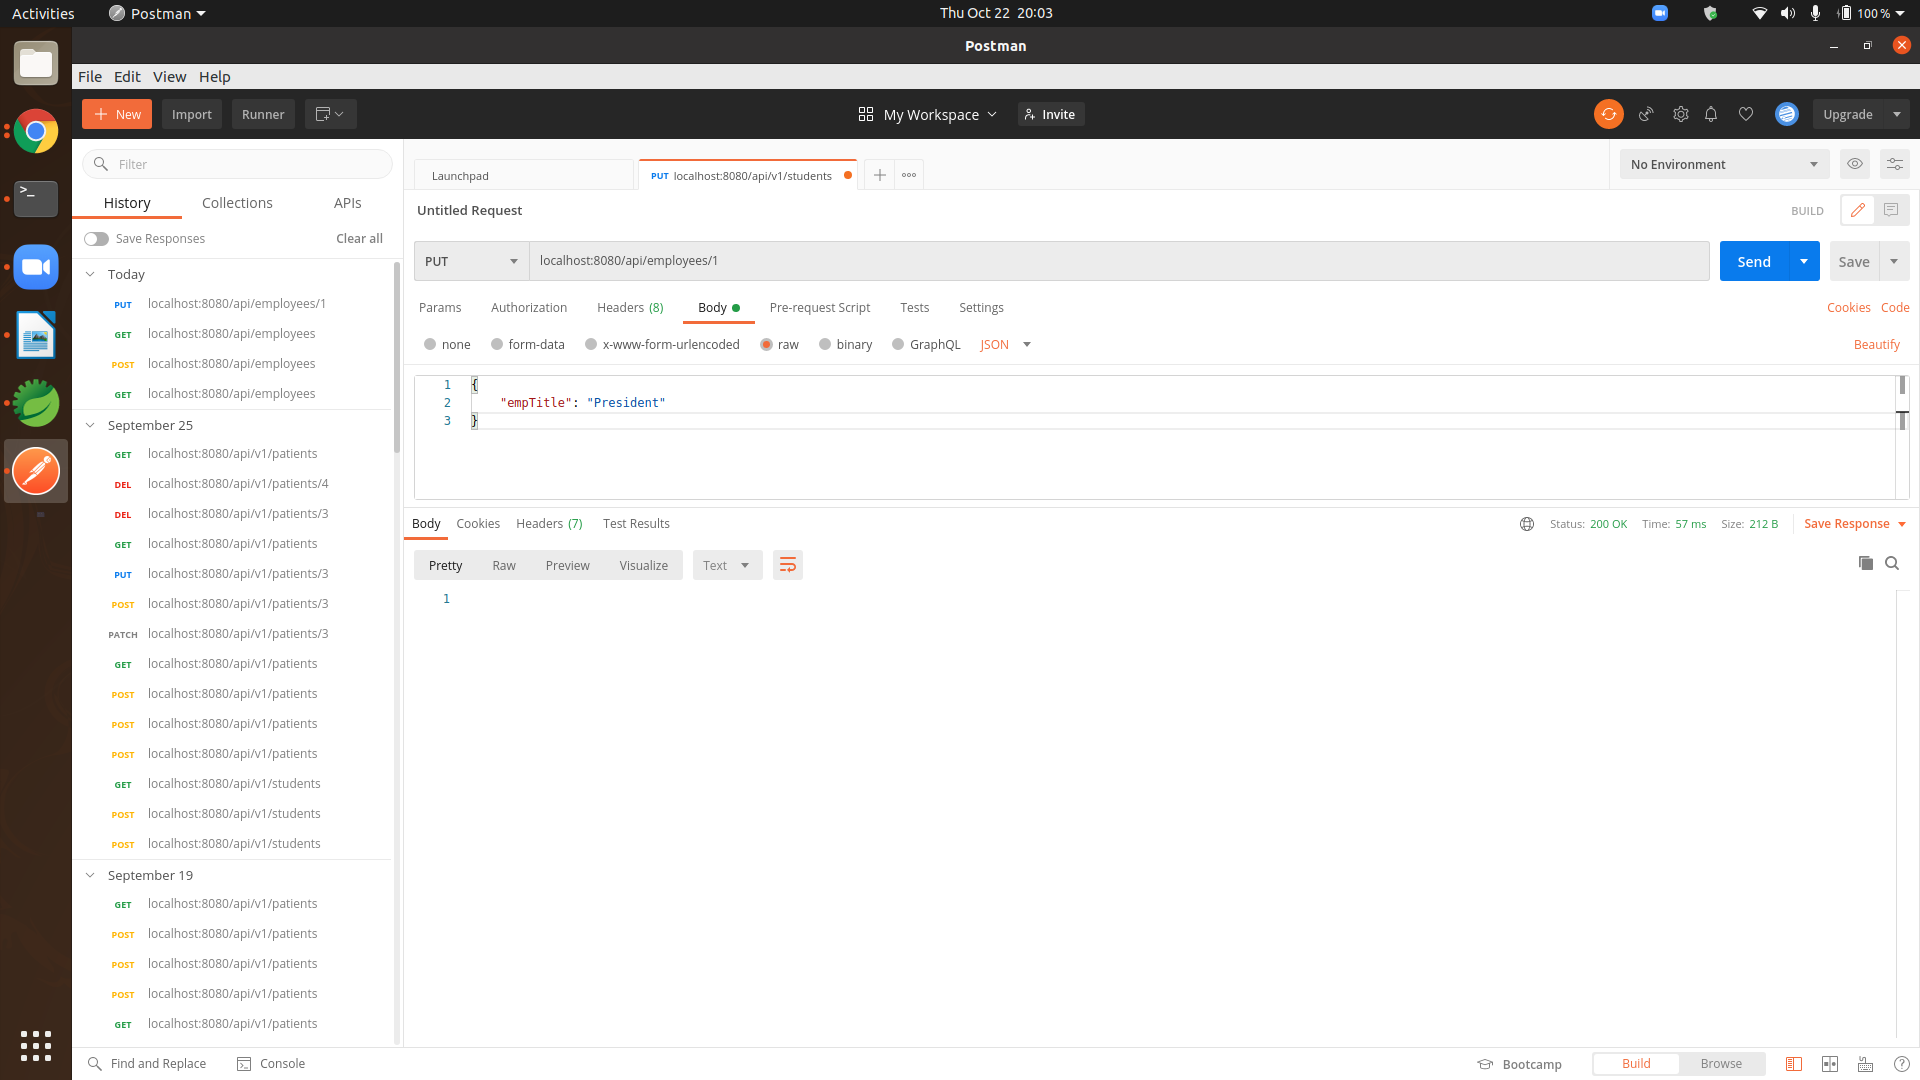 Activities
Postman
Thu Oct 22 20:03
100 %
Postman
File Edit View Help
New
Import
Runner
My Workspace
Invite
Upgrade
Filter
History Collections APIs
Save Responses
Clear all
Today
PUT localhost:8080/api/employees/1
GET localhost:8080/api/employees
POST localhost:8080/api/employees
GET localhost:8080/api/employees
September 25
GET localhost:8080/api/v1/patients
DEL localhost:8080/api/v1/patients/4
DEL localhost:8080/api/v1/patients/3
GET localhost:8080/api/v1/patients
PUT localhost:8080/api/v1/patients/3
POST localhost:8080/api/v1/patients/3
PATCH localhost:8080/api/v1/patients/3
GET localhost:8080/api/v1/patients
POST localhost:8080/api/v1/patients
POST localhost:8080/api/v1/patients
POST localhost:8080/api/v1/patients
GET localhost:8080/api/v1/students
POST localhost:8080/api/v1/students
POST localhost:8080/api/v1/students
September 19
GET localhost:8080/api/v1/patients
POST localhost:8080/api/v1/patients
POST localhost:8080/api/v1/patients
POST localhost:8080/api/v1/patients
GET localhost:8080/api/v1/patients
Launchpad
PUT localhost:8080/api/v1/students
No Environment
Untitled Request
BUILD
PUT
localhost:8080/api/employees/1
Send
Save
Params Authorization Headers (8) Body Pre-request Script Tests Settings
Cookies Code
none form-data x-www-form-urlencoded raw binary GraphQL JSON
Beautify
1 {
2 "empTitle": "President"
3 }
Body Cookies Headers (7) Test Results
Status: 200 OK Time: 57 ms Size: 212 B
Save Response
Pretty Raw Preview Visualize
Text
1
Find and Replace
Console
Bootcamp
Build
Browse